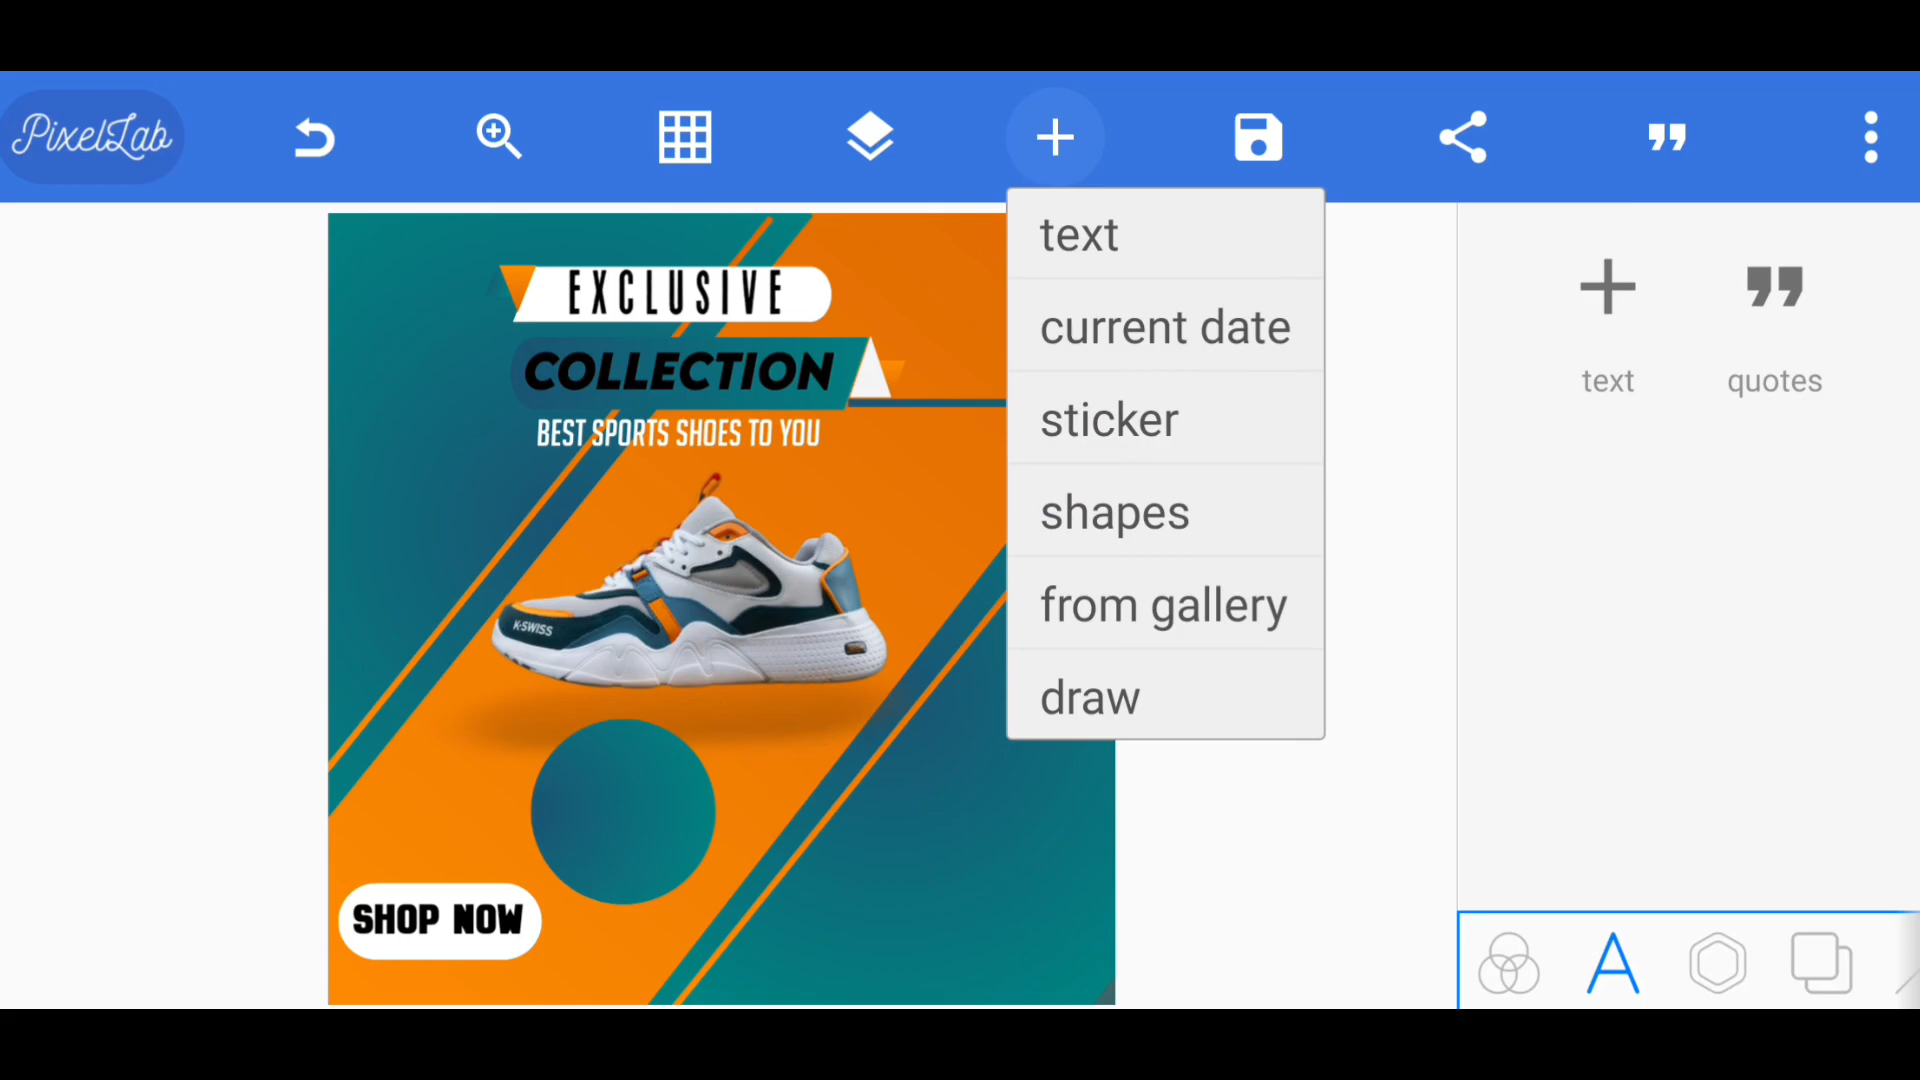 PixelLab
EXCLUSIVE
COLLECTION
BEST SPORTS SHOES TO YOU
K·SWISS
SHOP NOW
text
current date
sticker
shapes
from gallery
draw
text
quotes